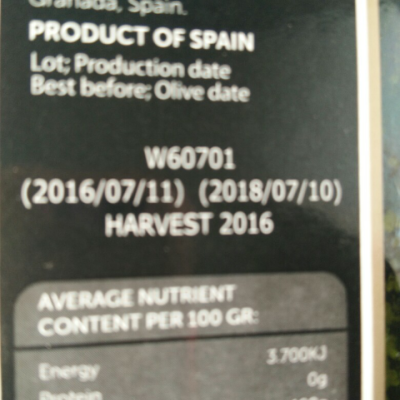 Granada, Spain.
PRODUCT OF SPAIN
Lot; Production date
Best before; Olive date
W60701
(2016/07/11) (2018/07/10)
HARVEST 2016
AVERAGE NUTRIENT
CONTENT PER 100 GR:
Energy 3.700KJ
Protein 0g